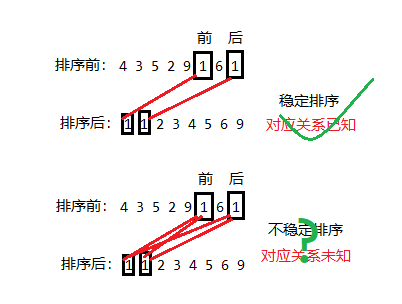 前 后
排序前： 4 3 5 2 9 1 6 1
稳定排序
排序后： 1 1 2 3 4 5 6 9
对应关系已知
前 后
排序前： 4 3 5 2 9 1 6 1
不稳定排序
?
对应关系未知
排序后： 1 1 2 3 4 5 6 9